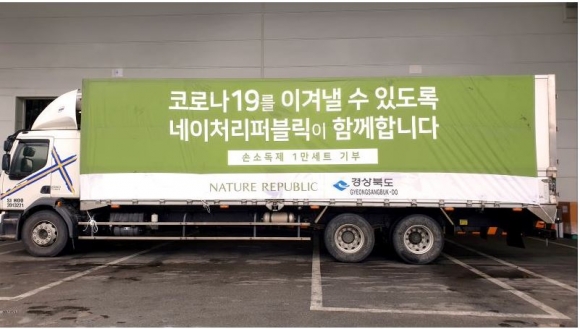 코로나19를 이겨낼 수 있도록
네이처리퍼블릭이 함께합니다
손소독제 1만세트 기부
NATURE REPUBLIC
경상북도
GYEONGSANGBUK-DO